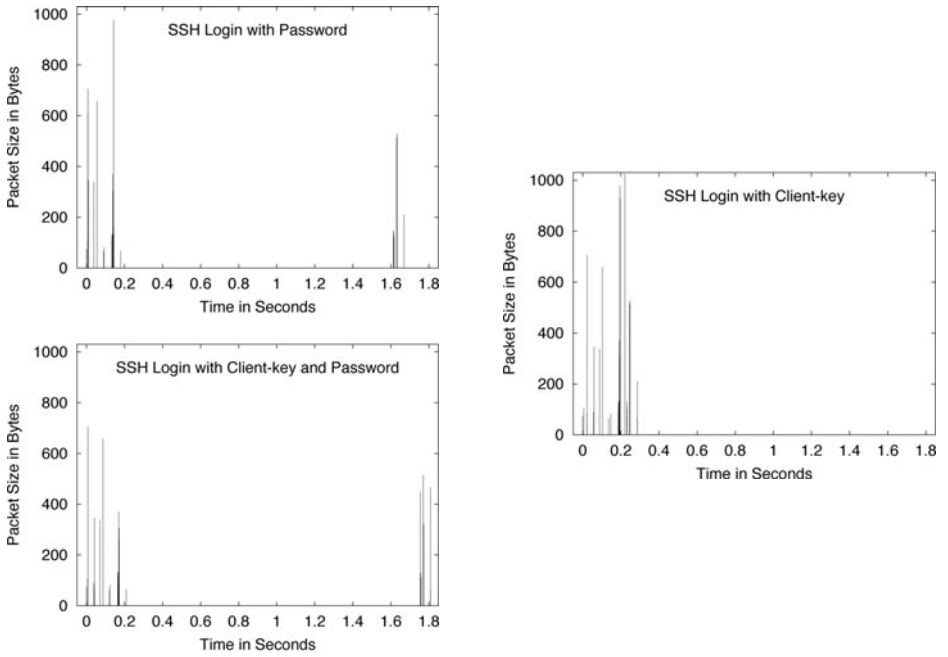 SSH Login with Password
Packet Size in Bytes
1000
800
600
400
200
0
0 0.2 0.4 0.6 0.8 1 1.2 1.4 1.6 1.8
Time in Seconds
SSH Login with Client-key and Password
Packet Size in Bytes
1000
800
600
400
200
0
0 0.2 0.4 0.6 0.8 1 1.2 1.4 1.6 1.8
Time in Seconds
SSH Login with Client-key
Packet Size in Bytes
1000
800
600
400
200
0
0 0.2 0.4 0.6 0.8 1 1.2 1.4 1.6 1.8
Time in Seconds